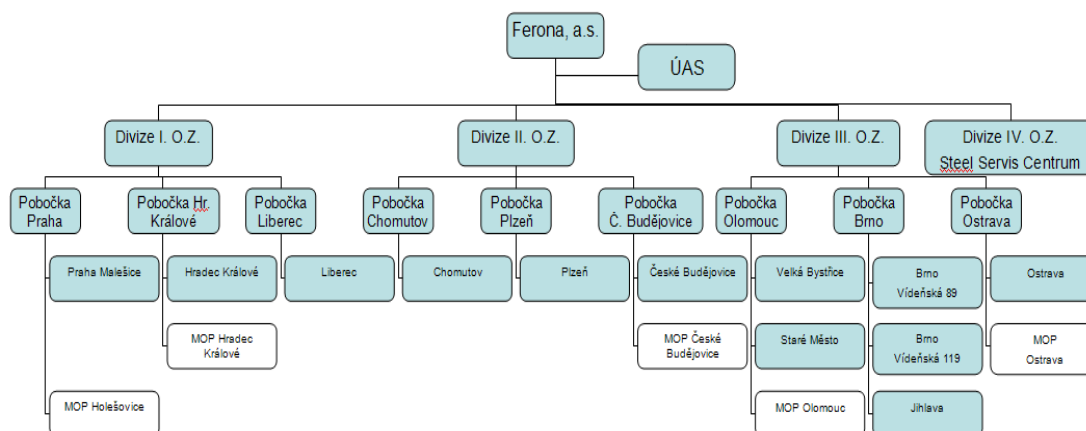 Ferona, a.s.
ÚAS
Divize I. O.Z.
Divize II. O.Z.
Divize III. O.Z.
Divize IV. O.Z.
Steel Servis Centrum
Pobočka
Praha
Pobočka Hr.
Králové
Pobočka
Liberec
Pobočka
Chomutov
Pobočka
Plzeň
Pobočka
Č. Budějovice
Pobočka
Olomouc
Pobočka
Brno
Pobočka
Ostrava
Praha Malešice
Hradec Králové
Liberec
Chomutov
Plzeň
České Budějovice
Velká Bystřice
Brno
Vídeňská 89
Ostrava
MOP Hradec
Králové
MOP České
Budějovice
Staré Město
Brno
Vídeňská 119
MOP
Ostrava
MOP Holešovice
MOP Olomouc
Jihlava